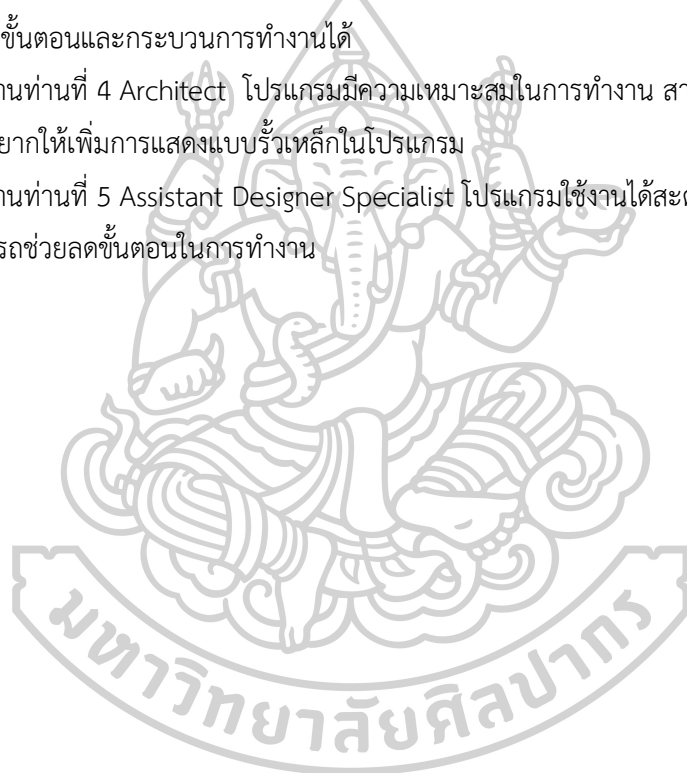 ขั้นตอนและกระบวนการทำงานได้
านท่านที่ 4 Architect โปรแกรมมีความเหมาะสมในการทำงาน
ยากให้เพิ่มการแสดงแบบรั้วเหล็กในโปรแกรม
านท่านที่ 5 Assistant Designer Specialist โปรแกรมใช้งานได้
รถช่วยลดขั้นตอนในการทำงาน
มหาวิทยาลัยศิลปากร